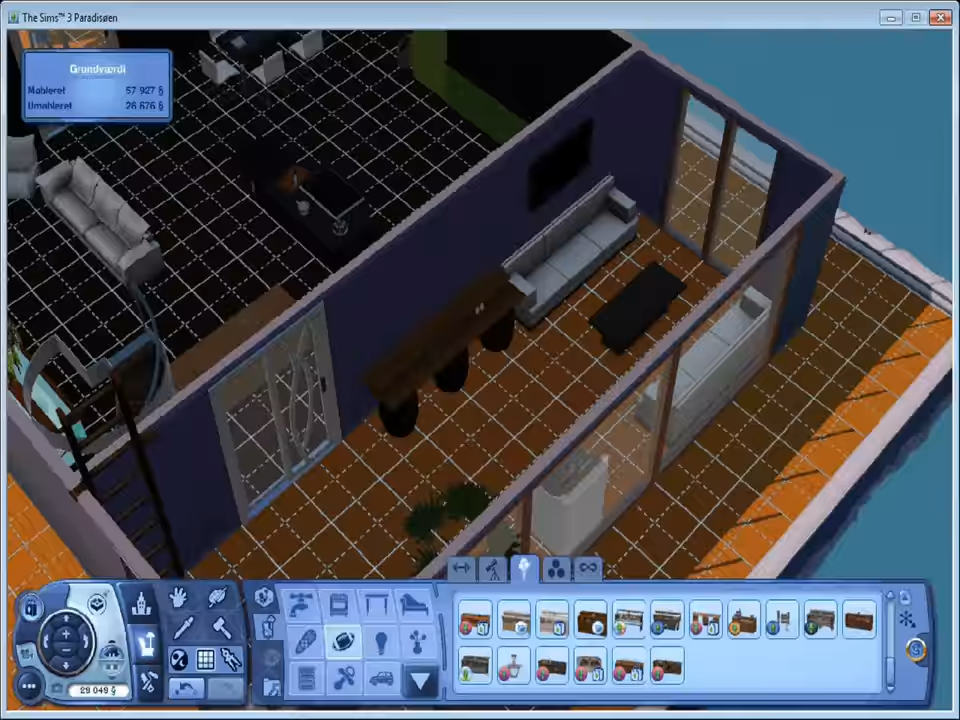 The Sims™ 3 Paradisøen
Grundværdi
Møbleret 57 927 §
Umøbleret 26 676 §
29 049 §